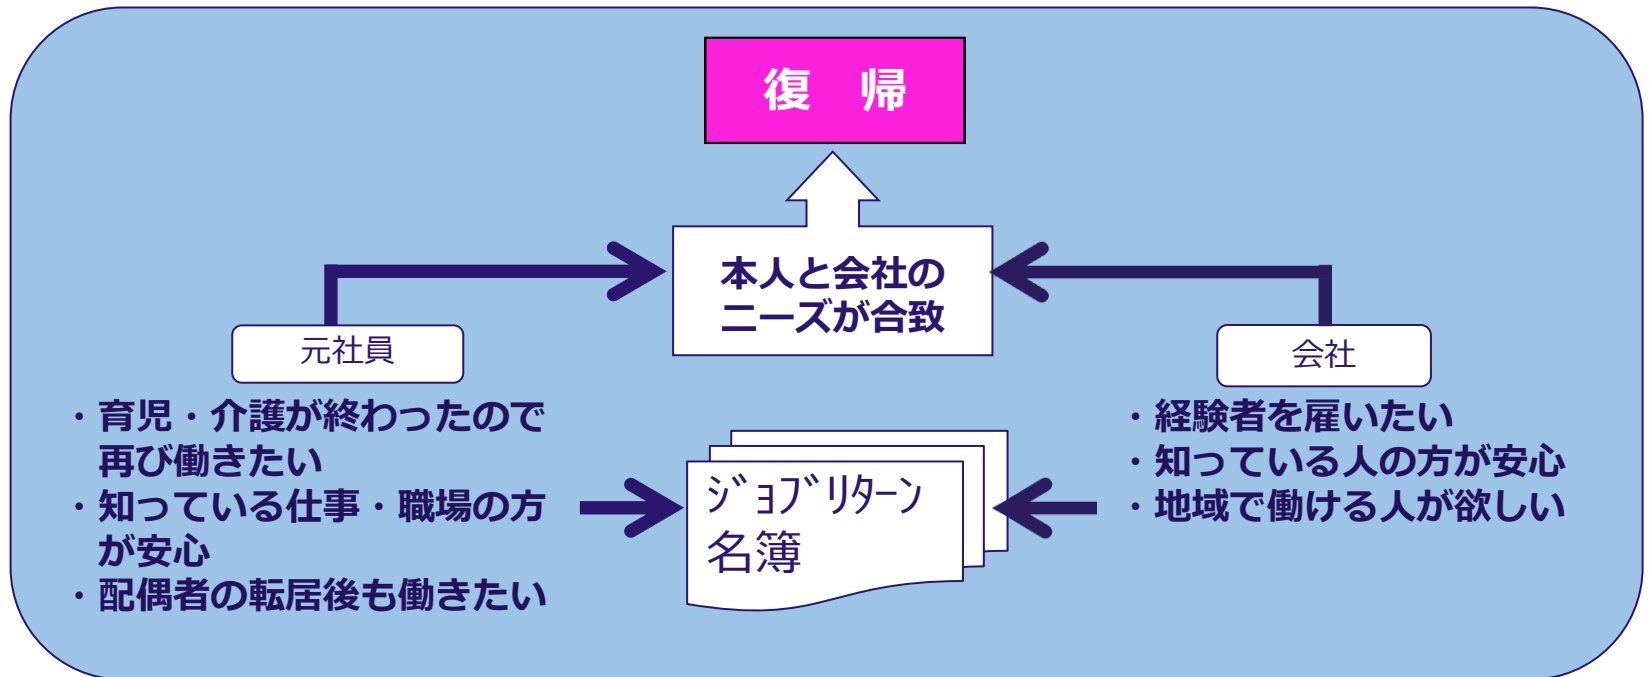 復　帰
本人と会社の
ニーズが合致
元社員
会社
・育児・介護が終わったので
再び働きたい
・知っている仕事・職場の方
が安心
・配偶者の転居後も働きたい
ｼﾞｮﾌﾞﾘﾀｰﾝ
名簿
・経験者を雇いたい
・知っている人の方が安心
・地域で働ける人が欲しい